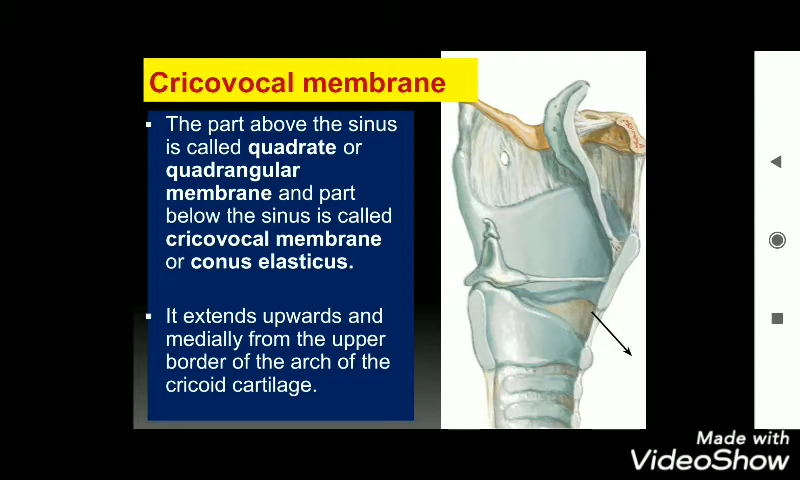 Cricovocal membrane
▪ The part above the sinus
is called quadrate or
quadrangular
membrane and part
below the sinus is called
cricovocal membrane
or conus elasticus.
▪ It extends upwards and
medially from the upper
border of the arch of the
cricoid cartilage.
Made with
VideoShow